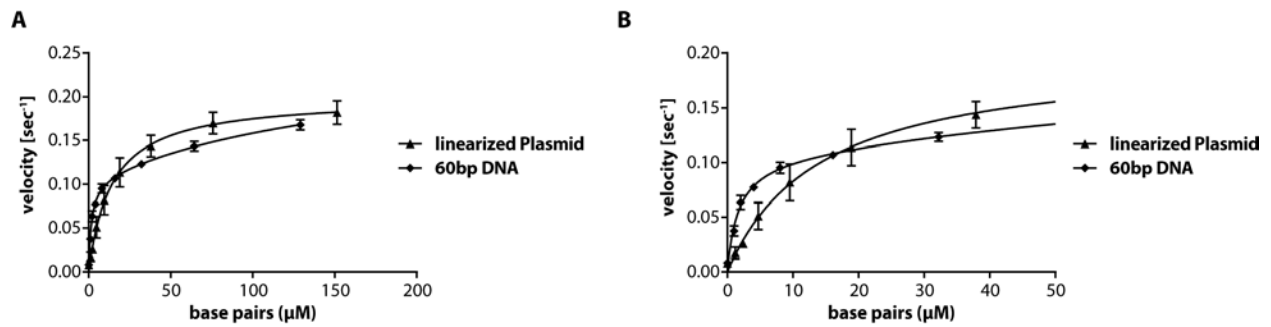 A
B
0.25
0.20
0.15
0.10
0.05
0.00
velocity [sec⁻¹]
0
50
100
150
200
base pairs (µM)
linearized Plasmid
60bp DNA
0.20
0.15
0.10
0.05
0.00
velocity [sec⁻¹]
0
10
20
30
40
50
base pairs (µM)
linearized Plasmid
60bp DNA